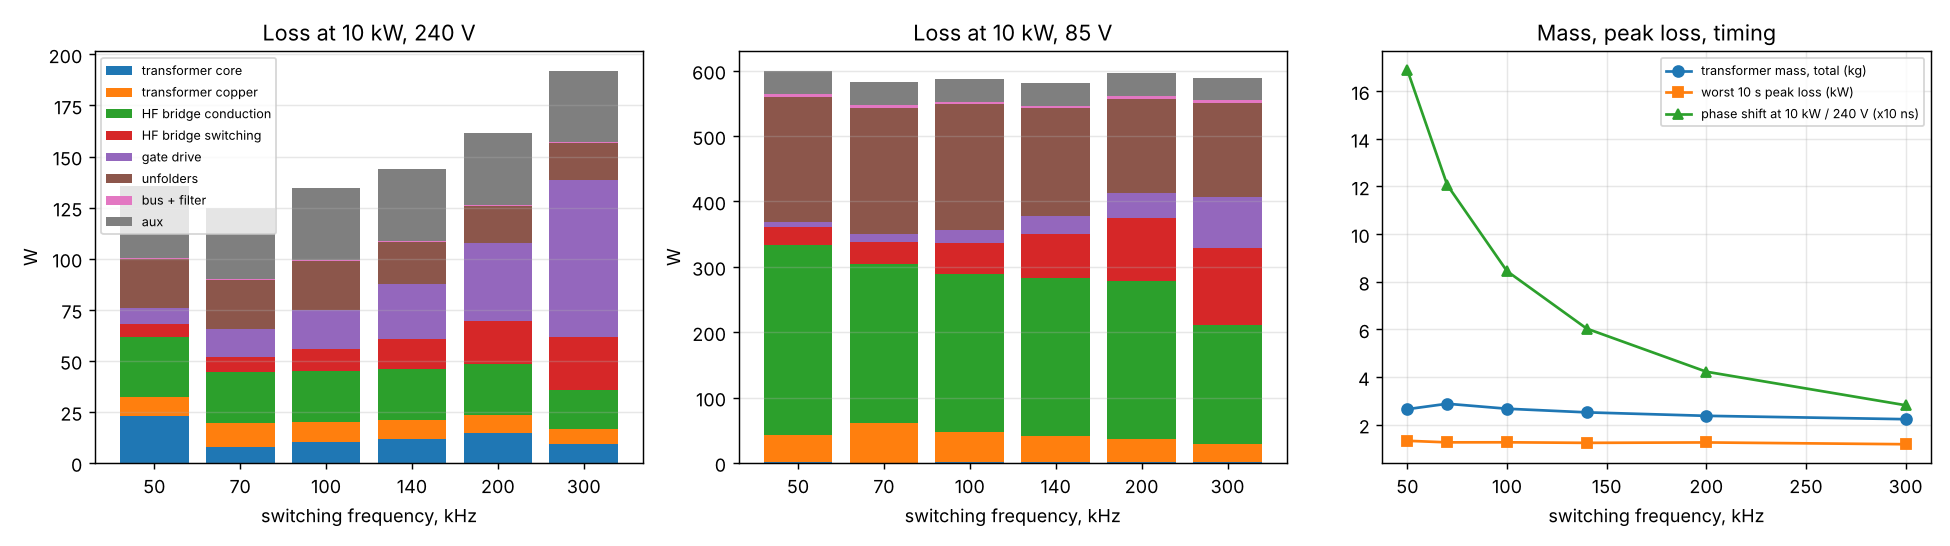 Loss at 10 kW, 240 V
200
175
150
125
100
75
50
25
0
W
transformer core
transformer copper
HF bridge conduction
HF bridge switching
gate drive
unfolders
bus + filter
aux
50 70 100 140 200 300
switching frequency, kHz
Loss at 10 kW, 85 V
600
500
400
300
200
100
0
W
50 70 100 140 200 300
switching frequency, kHz
Mass, peak loss, timing
16
14
12
10
8
6
4
2
transformer mass, total (kg)
worst 10 s peak loss (kW)
phase shift at 10 kW / 240 V (x10 ns)
50 100 150 200 250 300
switching frequency, kHz